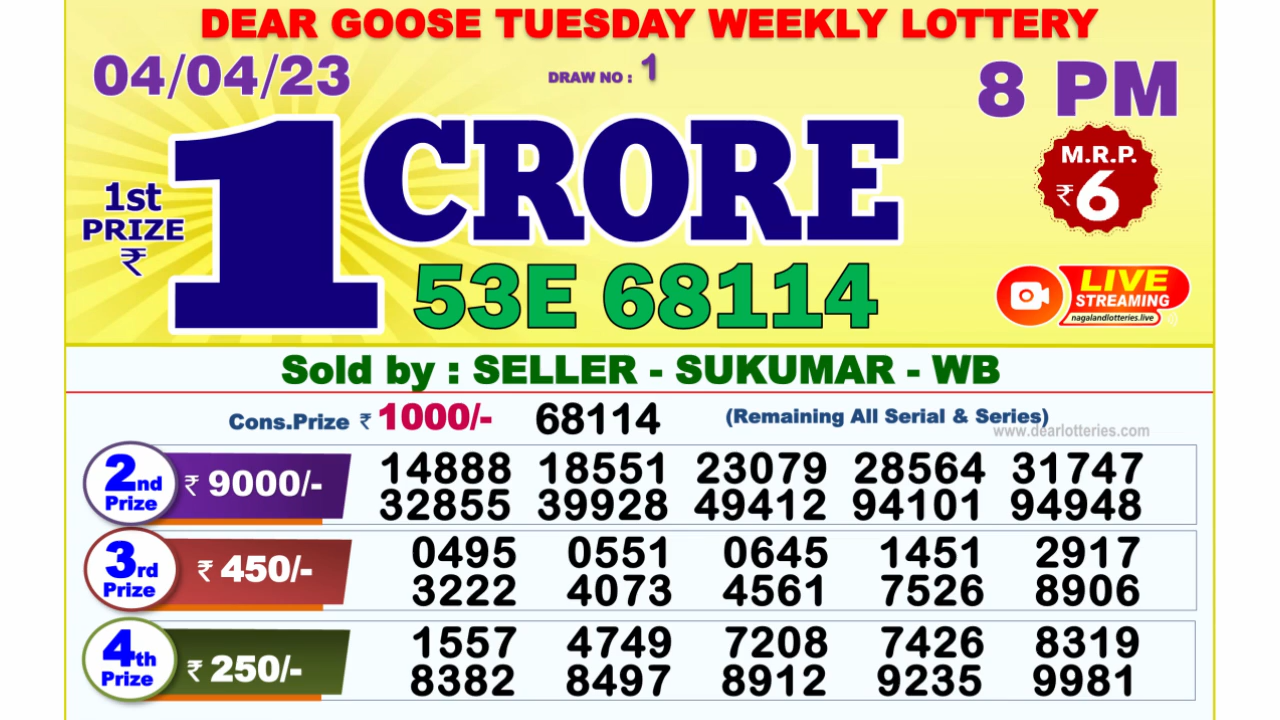 DEAR GOOSE TUESDAY WEEKLY LOTTERY
04/04/23
DRAW NO : 1
8 PM
1st
PRIZE
₹
1 CRORE
M.R.P.
₹ 6
53E 68114
LIVE
STREAMING
nagalandlotteries.live
Sold by : SELLER - SUKUMAR - WB
Cons.Prize ₹ 1000/- 68114 (Remaining All Serial & Series)
www.dearlotteries.com
2nd Prize ₹ 9000/-
14888 18551 23079 28564 31747
32855 39928 49412 94101 94948
3rd Prize ₹ 450/-
0495 0551 0645 1451 2917
3222 4073 4561 7526 8906
4th Prize ₹ 250/-
1557 4749 7208 7426 8319
8382 8497 8912 9235 9981